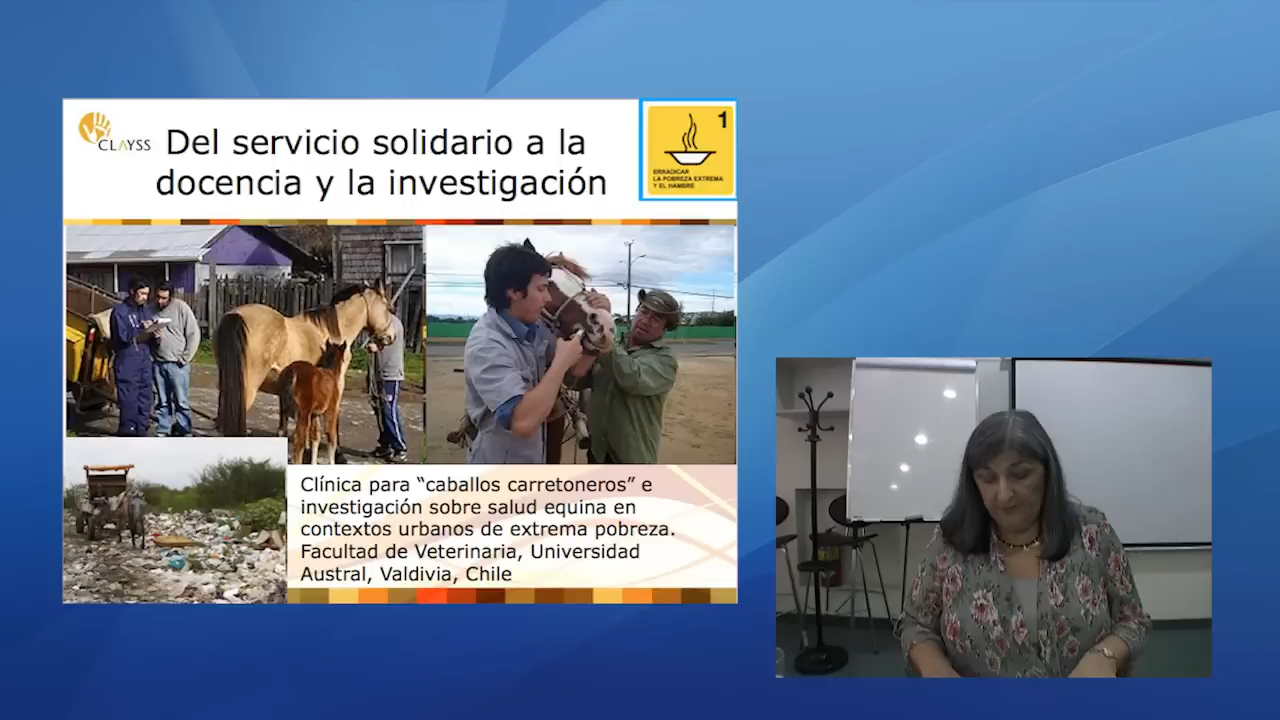 CLAYSS
Del servicio solidario a la
docencia y la investigación
1
ERRADICAR
LA POBREZA EXTREMA
Y EL HAMBRE
Clínica para “caballos carretoneros” e
investigación sobre salud equina en
contextos urbanos de extrema pobreza.
Facultad de Veterinaria, Universidad
Austral, Valdivia, Chile